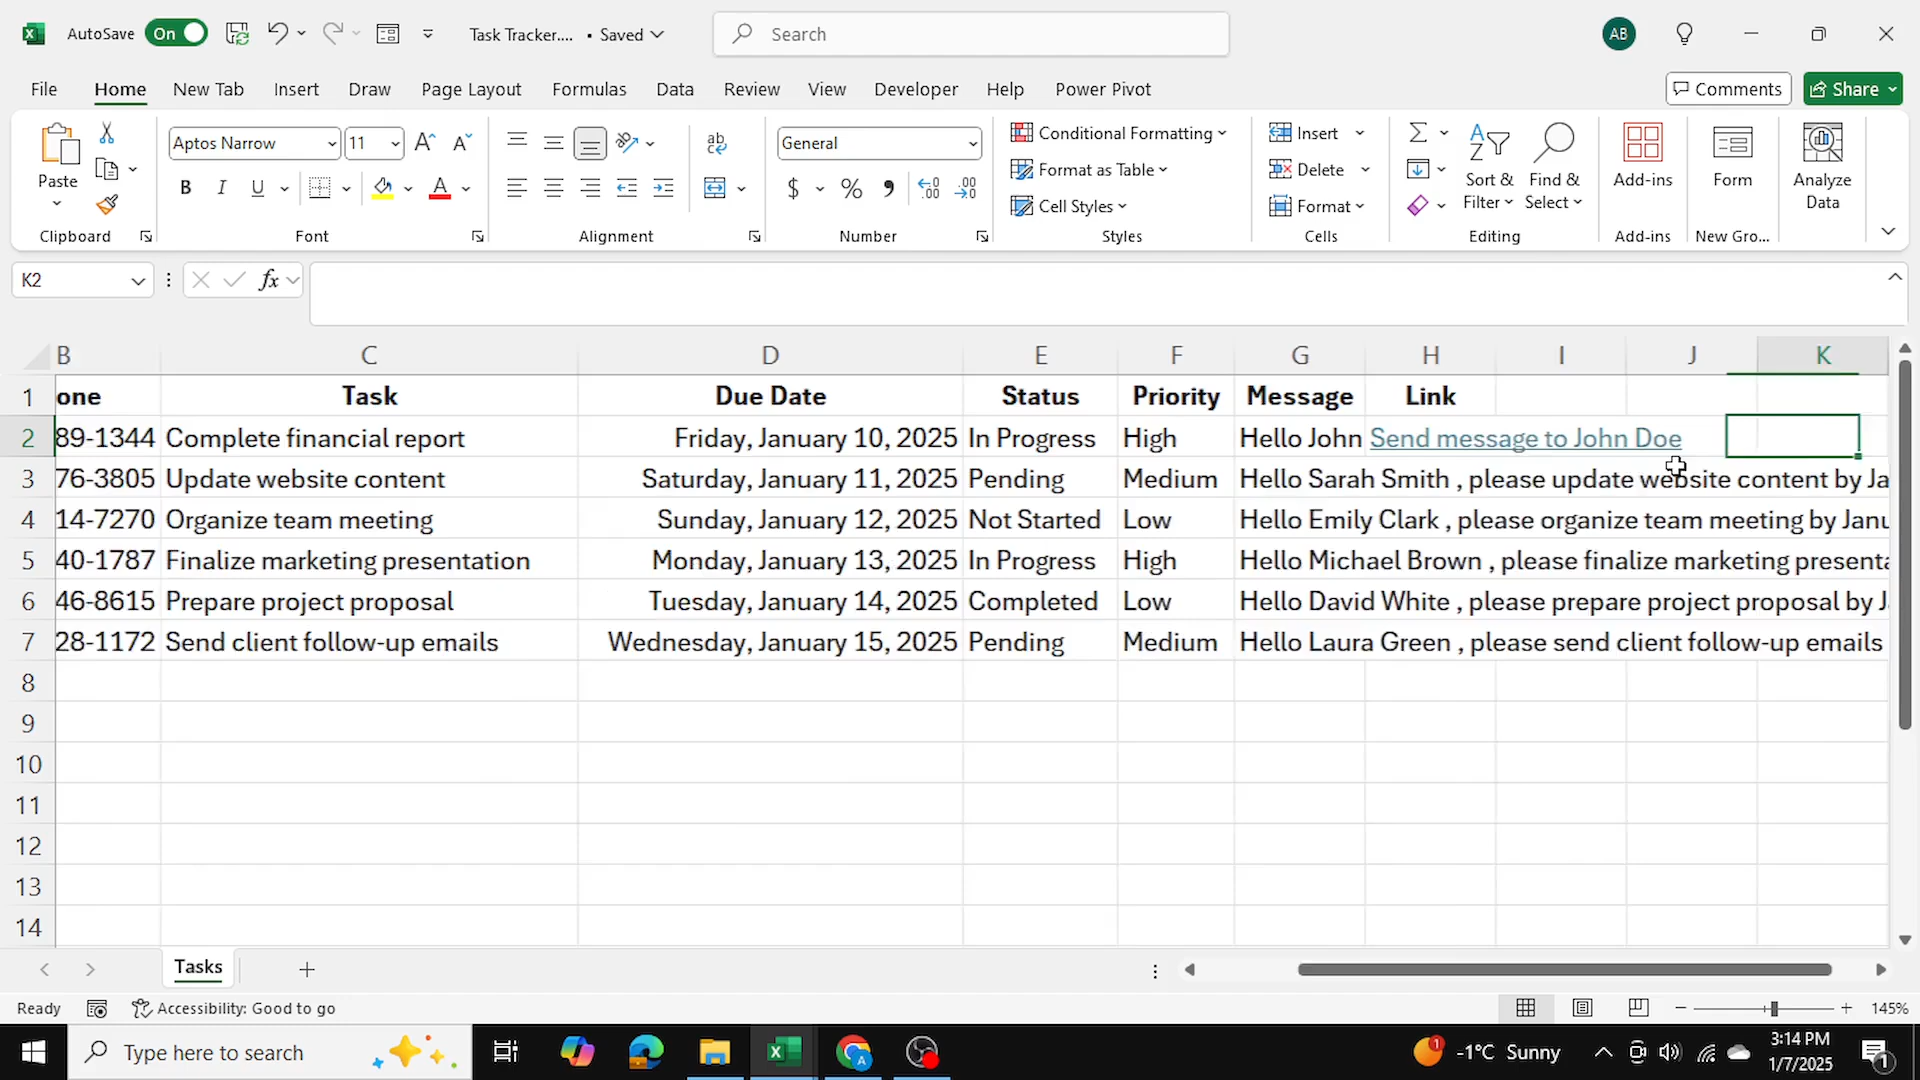 AutoSave On Task Tracker.... • Saved Search AB
File Home New Tab Insert Draw Page Layout Formulas Data Review View Developer Help Power Pivot Comments Share
Paste Aptos Narrow 11 A A ab General Conditional Formatting Insert Sort & Filter Find & Select Add-ins Form Analyze Data
B I U A $ % 9 Format as Table Delete
Cell Styles Format
Clipboard Font Alignment Number Styles Cells Editing Add-ins New Gro...
K2 fx
B C D E F G H I J K
1 one Task Due Date Status Priority Message Link
2 89-1344 Complete financial report Friday, January 10, 2025 In Progress High Hello John Send message to John Doe
3 76-3805 Update website content Saturday, January 11, 2025 Pending Medium Hello Sarah Smith , please update website content by Ja
4 14-7270 Organize team meeting Sunday, January 12, 2025 Not Started Low Hello Emily Clark , please organize team meeting by Janu
5 40-1787 Finalize marketing presentation Monday, January 13, 2025 In Progress High Hello Michael Brown , please finalize marketing presenta
6 46-8615 Prepare project proposal Tuesday, January 14, 2025 Completed Low Hello David White , please prepare project proposal by J
7 28-1172 Send client follow-up emails Wednesday, January 15, 2025 Pending Medium Hello Laura Green , please send client follow-up emails
8
9
10
11
12
13
14
Tasks
Ready Accessibility: Good to go 145%
Type here to search 1 -1°C Sunny 3:14 PM
1/7/2025 1